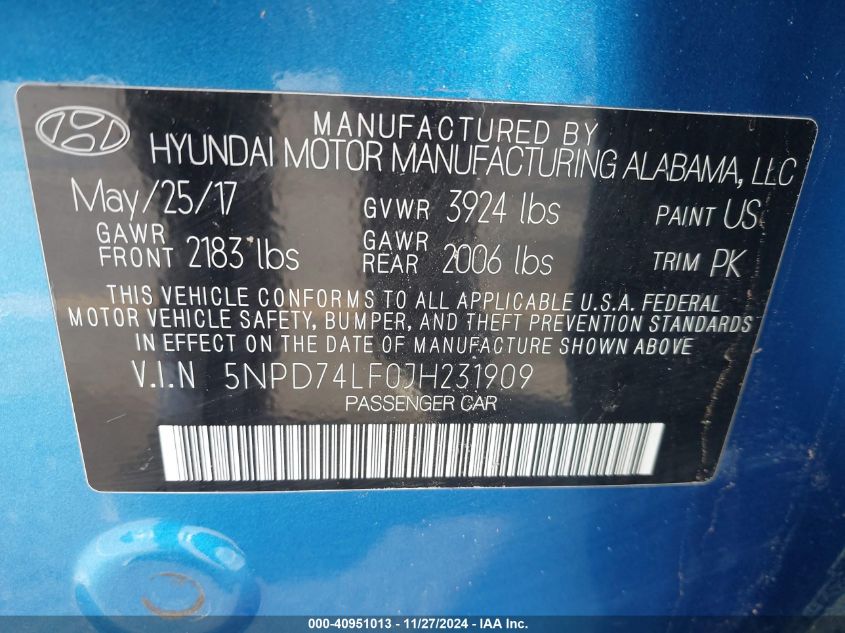 MANUFACTURED BY
HYUNDAI MOTOR MANUFACTURING ALABAMA, LLC
May/25/17 GVWR 3924 lbs PAINT US
GAWR FRONT 2183 lbs GAWR REAR 2006 lbs TRIM PK
THIS VEHICLE CONFORMS TO ALL APPLICABLE U.S.A. FEDERAL
MOTOR VEHICLE SAFETY, BUMPER, AND THEFT PREVENTION STANDARDS
IN EFFECT ON THE DATE OF MANUFACTURE SHOWN ABOVE
V.I.N 5NPD74LF0JH231909
PASSENGER CAR
000-40951013 - 11/27/2024 - IAA Inc.